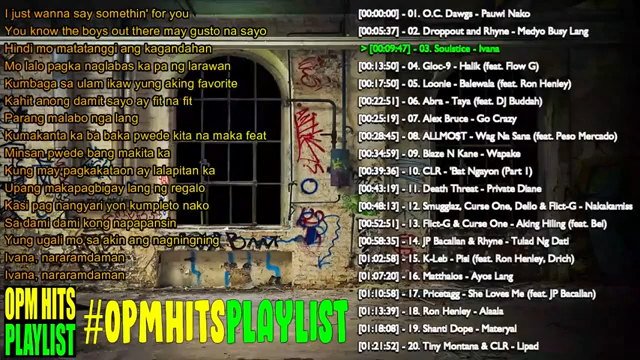 I just wanna say somethin' for you
You know the boys out there may gusto na sayo
Hindi mo matatanggi ang kagandahan
Mo lalo pagka naglabas ka pa ng larawan
Kumbaga sa ulam ikaw yung aking favorite
Kahit anong damit sayo ay fit na fit
Parang malabo nga lang
Kumakanta ka ba baka pwede kita na maka feat
Minsan pwede bang makita ka
Kung may pagkakataon ay lalapitan ka
Upang makapagbigay lang ng regalo
Kasi pag nangyari yon kumpleto nako
Sa dami dami kong napapansin
Yung ugali mo sa akin ang nagningning
Ivana, nararamdaman
Ivana, nararamdaman
OPM HITS
PLAYLIST
#OPMHITSPLAYLIST
[00:00:00] - 01. O.C. Dawgs - Pauwi Nako
[00:05:37] - 02. Droppout and Rhyne - Medyo Busy Lang
> [00:09:47] - 03. Soulstice - Ivana
[00:13:50] - 04. Gloc-9 - Halik (feat. Flow G)
[00:17:50] - 05. Loonie - Balewala (feat. Ron Henley)
[00:22:51] - 06. Abra - Taya (feat. DJ Buddah)
[00:25:19] - 07. Alex Bruce - Go Crazy
[00:28:45] - 08. ALLMO$T - Wag Na Sana (feat. Peso Mercado)
[00:34:59] - 09. Blaze N Kane - Wapake
[00:39:36] - 10. CLR - 'Bat Ngayon (Part 1)
[00:43:19] - 11. Death Threat - Private Diane
[00:48:13] - 12. Smugglaz, Curse One, Dello & Flict-G - Nakakamiss
[00:52:51] - 13. Flict-G & Curse One - Aking Hiling (feat. Bei)
[00:58:35] - 14. JP Bacallan & Rhyne - Tulad Ng Dati
[01:02:58] - 15. K-Leb - Pisi (feat. Ron Henley, Drich)
[01:07:20] - 16. Matthaios - Ayos Lang
[01:10:58] - 17. Pricetagg - She Loves Me (feat. JP Bacallan)
[01:13:39] - 18. Ron Henley - Alaala
[01:18:08] - 19. Shanti Dope - Materyal
[01:21:52] - 20. Tiny Montana & CLR - Lipad